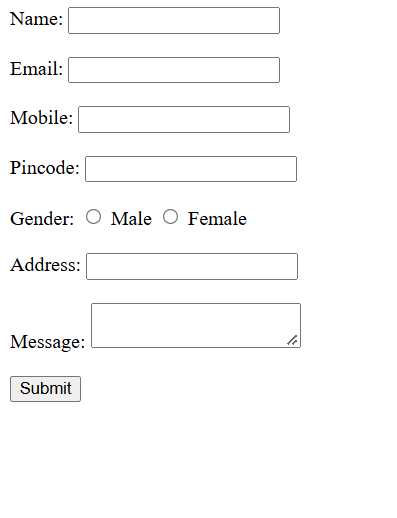 Name:
Email:
Mobile:
Pincode:
Gender: Male Female
Address:
Message:
Submit